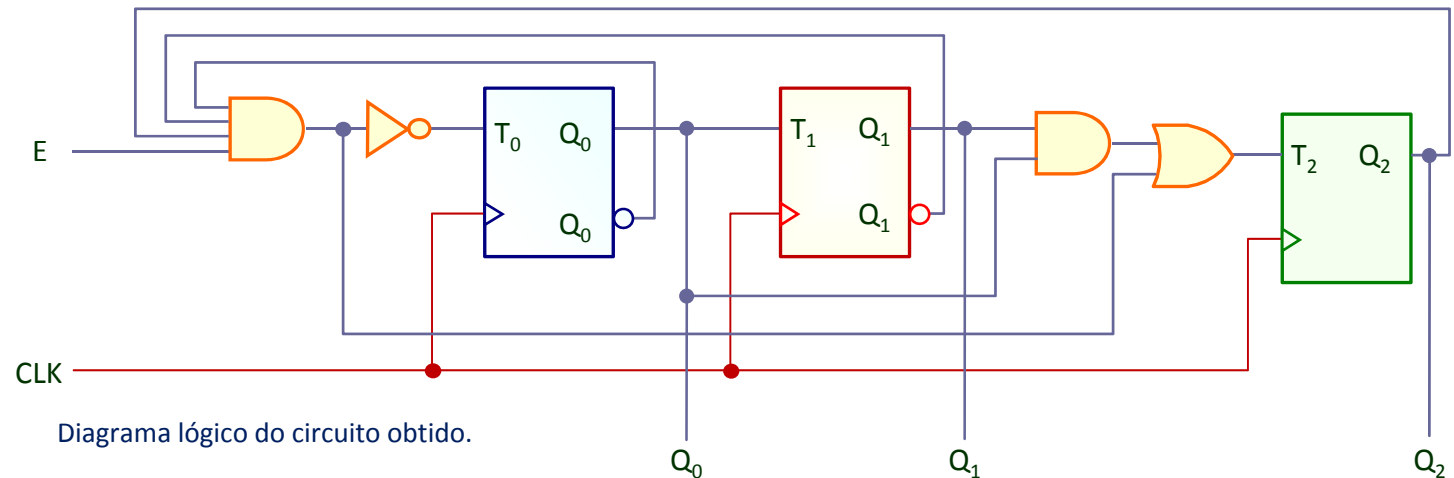 T₀ Q₀ T₁ Q₁
E T₂ Q₂
Q₀ Q₁
CLK
Diagrama lógico do circuito obtido.
Q₀ Q₁ Q₂